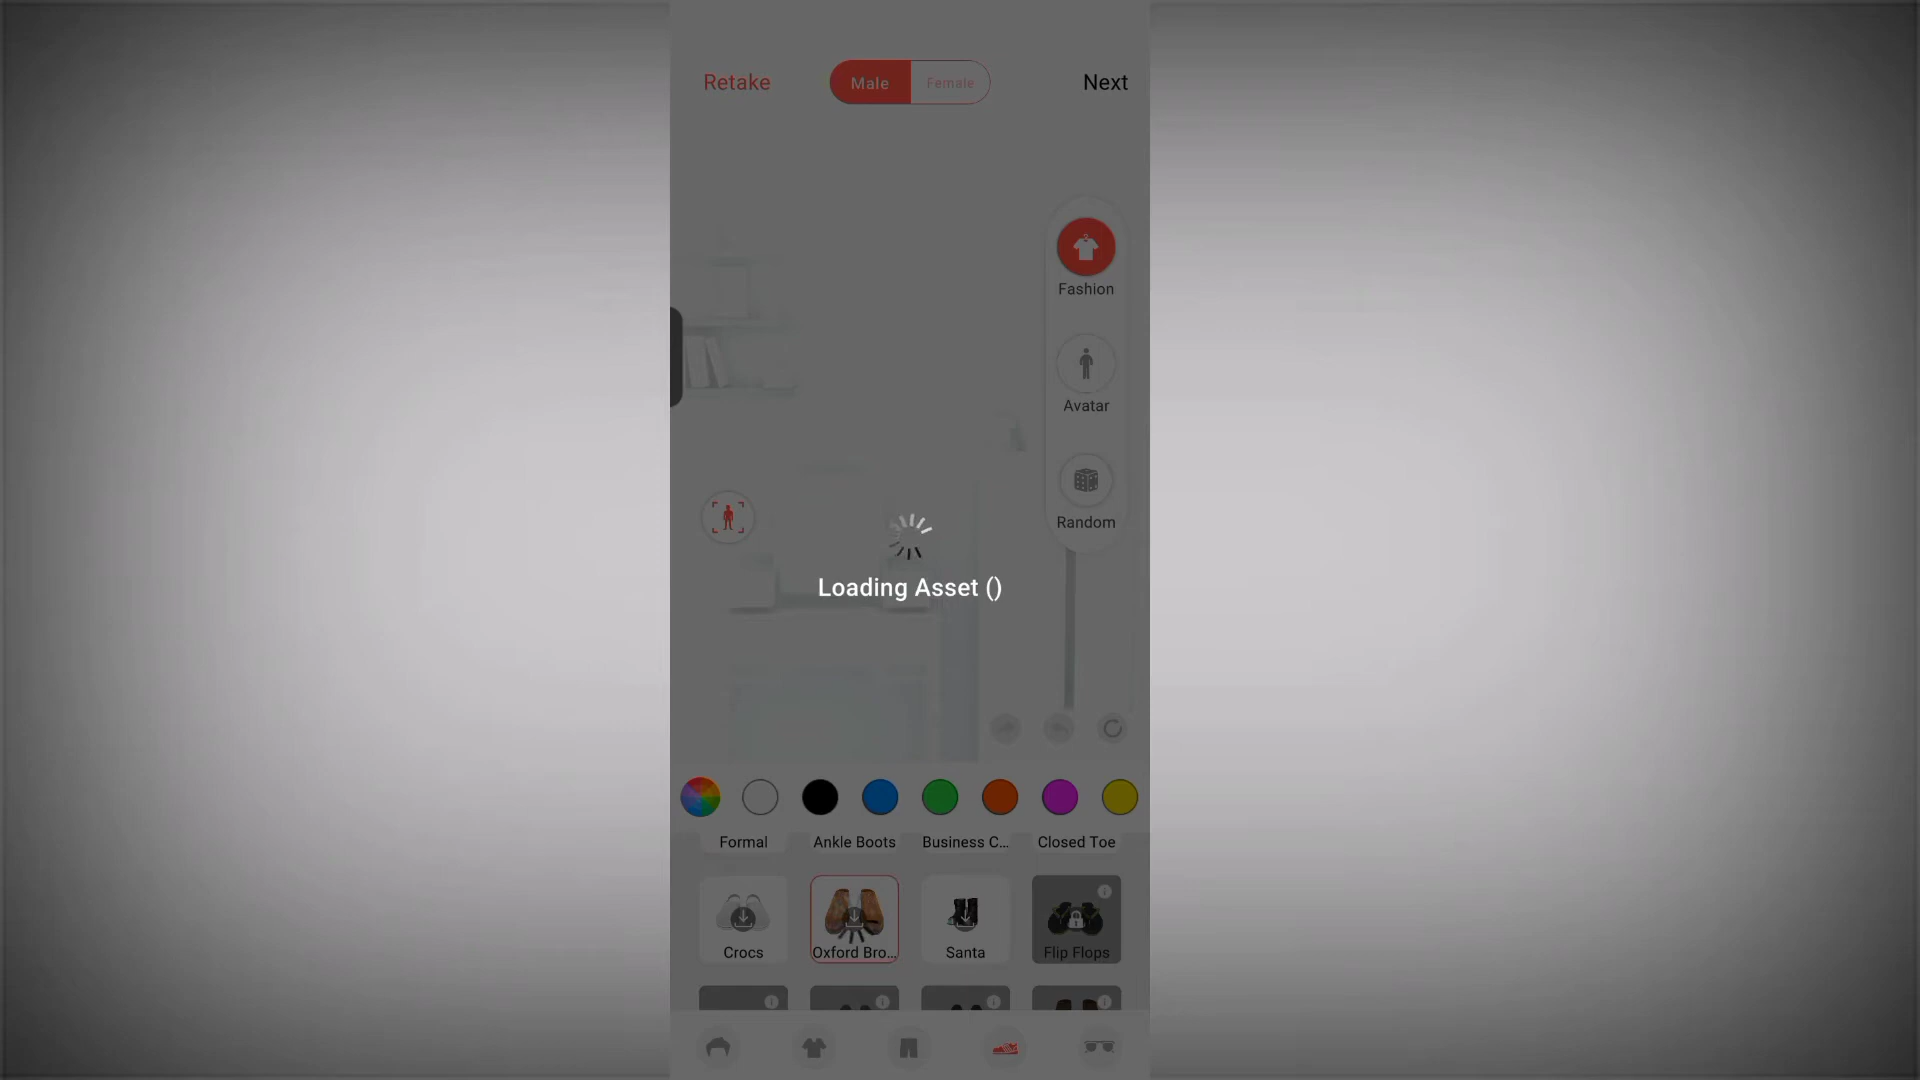 Retake
Male
Female
Next
Fashion
Avatar
Random
Loading Asset ()
Formal
Ankle Boots
Business C...
Closed Toe
Crocs
Oxford Bro...
Santa
Flip Flops